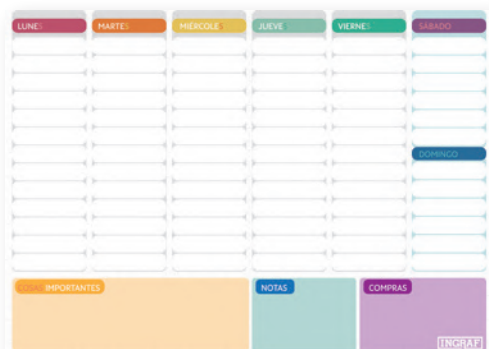 LUNES
MARTES
MIÉRCOLES
JUEVES
VIERNES
SÁBADO
DOMINGO
COSAS IMPORTANTES
NOTAS
COMPRAS
INGRAF